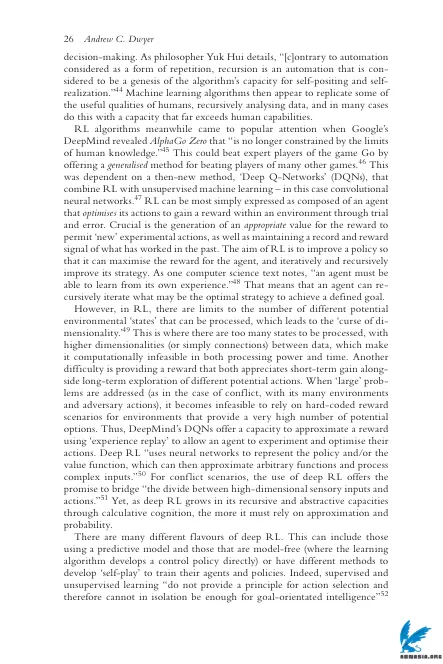 26 Andrew C. Dwyer
decision-making. As philosopher Yuk Hui details, “[c]ontrary to automation
considered as a form of repetition, recursion is an automation that is con-
sidered to be a genesis of the algorithm’s capacity for self-positing and self-
realization.”44 Machine learning algorithms then appear to replicate some of
the useful qualities of humans, recursively analysing data, and in many cases
do this with a capacity that far exceeds human capabilities.
RL algorithms meanwhile came to popular attention when Google’s
DeepMind revealed AlphaGo Zero that “is no longer constrained by the limits
of human knowledge.”45 This could beat expert players of the game Go by
offering a generalised method for beating players of many other games.46 This
was dependent on a then-new method, ‘Deep Q-Networks’ (DQNs), that
combine RL with unsupervised machine learning – in this case convolutional
neural networks.47 RL can be most simply expressed as composed of an agent
that optimises its actions to gain a reward within an environment through trial
and error. Crucial is the generation of an appropriate value for the reward to
permit ‘new’ experimental actions, as well as maintaining a record and reward
signal of what has worked in the past. The aim of RL is to improve a policy so
that it can maximise the reward for the agent, and iteratively and recursively
improve its strategy. As one computer science text notes, “an agent must be
able to learn from its own experience.”48 That means that an agent can re-
cursively iterate what may be the optimal strategy to achieve a defined goal.
However, in RL, there are limits to the number of different potential
environmental ‘states’ that can be processed, which leads to the ‘curse of di-
mensionality.’49 This is where there are too many states to be processed, with
higher dimensionalities (or simply connections) between data, which make
it computationally infeasible in both processing power and time. Another
difficulty is providing a reward that both appreciates short-term gain along-
side long-term exploration of different potential actions. When ‘large’ prob-
lems are addressed (as in the case of conflict, with its many environments
and adversary actions), it becomes infeasible to rely on hard-coded reward
scenarios for environments that provide a very high number of potential
options. Thus, DeepMind’s DQNs offer a capacity to approximate a reward
using ‘experience replay’ to allow an agent to experiment and optimise their
actions. Deep RL “uses neural networks to represent the policy and/or the
value function, which can then approximate arbitrary functions and process
complex inputs.”50 For conflict scenarios, the use of deep RL offers the
promise to bridge “the divide between high-dimensional sensory inputs and
actions.”51 Yet, as deep RL grows in its recursive and abstractive capacities
through calculative cognition, the more it must rely on approximation and
probability.
There are many different flavours of deep RL. This can include those
using a predictive model and those that are model-free (where the learning
algorithm develops a control policy directly) or have different methods to
develop ‘self-play’ to train their agents and policies. Indeed, supervised and
unsupervised learning “do not provide a principle for action selection and
therefore cannot in isolation be enough for goal-orientated intelligence”52